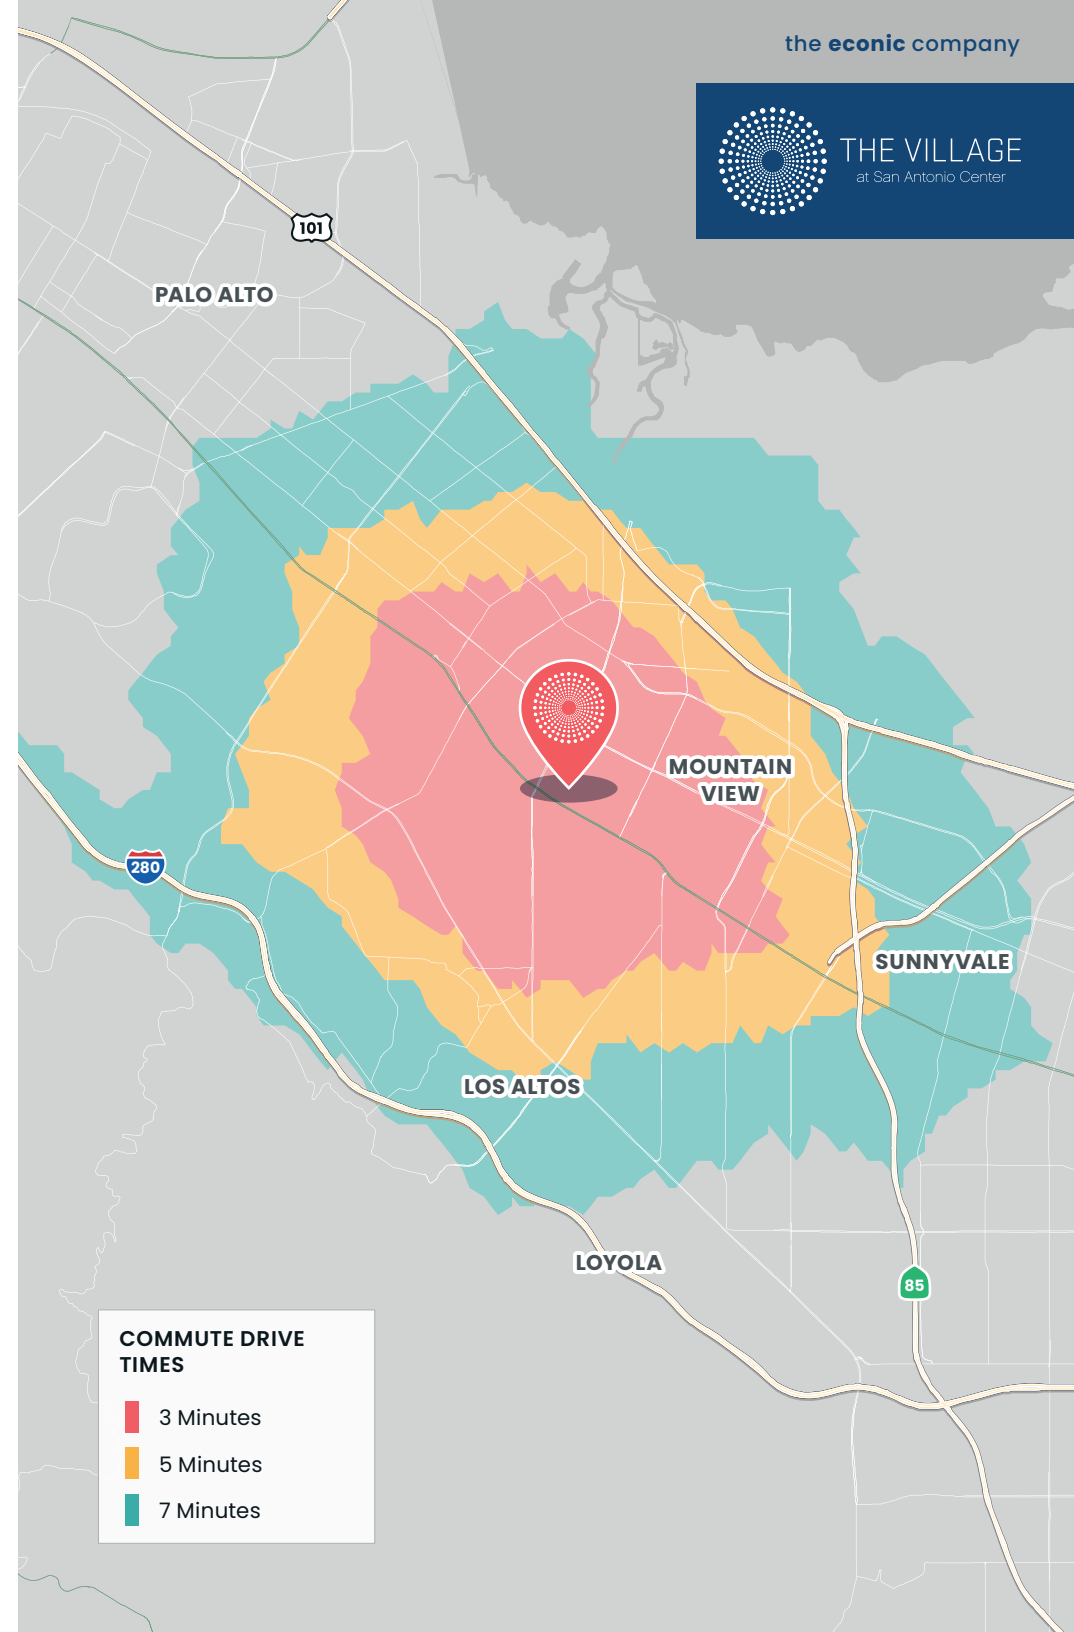 the econic company
THE VILLAGE
at San Antonio Center
101
PALO ALTO
MOUNTAIN
VIEW
280
SUNNYVALE
LOS ALTOS
LOYOLA
85
COMMUTE DRIVE
TIMES
3 Minutes
5 Minutes
7 Minutes